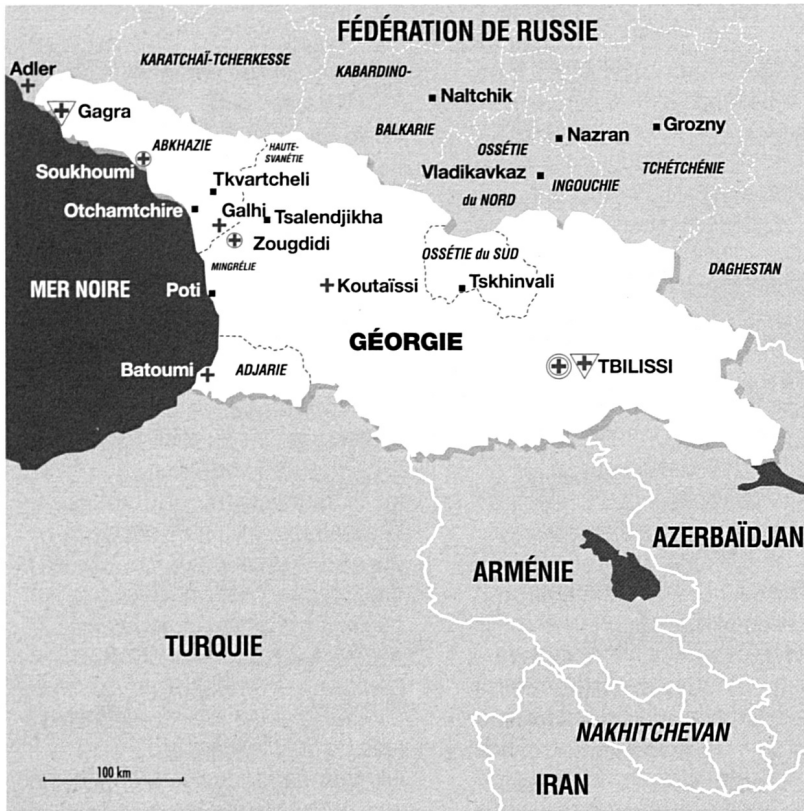 FÉDÉRATION DE RUSSIE
KARATCHAÏ-TCHERKESSE
KABARDINO-
BALKARIE
Adler
Naltchik
Gagra
Nazran
Grozny
OSSÉTIE
du NORD
ABKHAZIE
HAUTE-
SVANÉTIE
Soukhoumi
Vladikavkaz
INGOUCHIE
TCHÉTCHÉNIE
Tkvartcheli
Otchamtchire
Galhi
Tsalendjikha
Zougdidi
OSSÉTIE du SUD
DAGHESTAN
MINGRÉLIE
MER NOIRE
Poti
Koutaïssi
Tskhinvali
GÉORGIE
Batoumi
ADJARIE
TBILISSI
AZERBAÏDJAN
ARMÉNIE
TURQUIE
NAKHITCHEVAN
IRAN
100 km